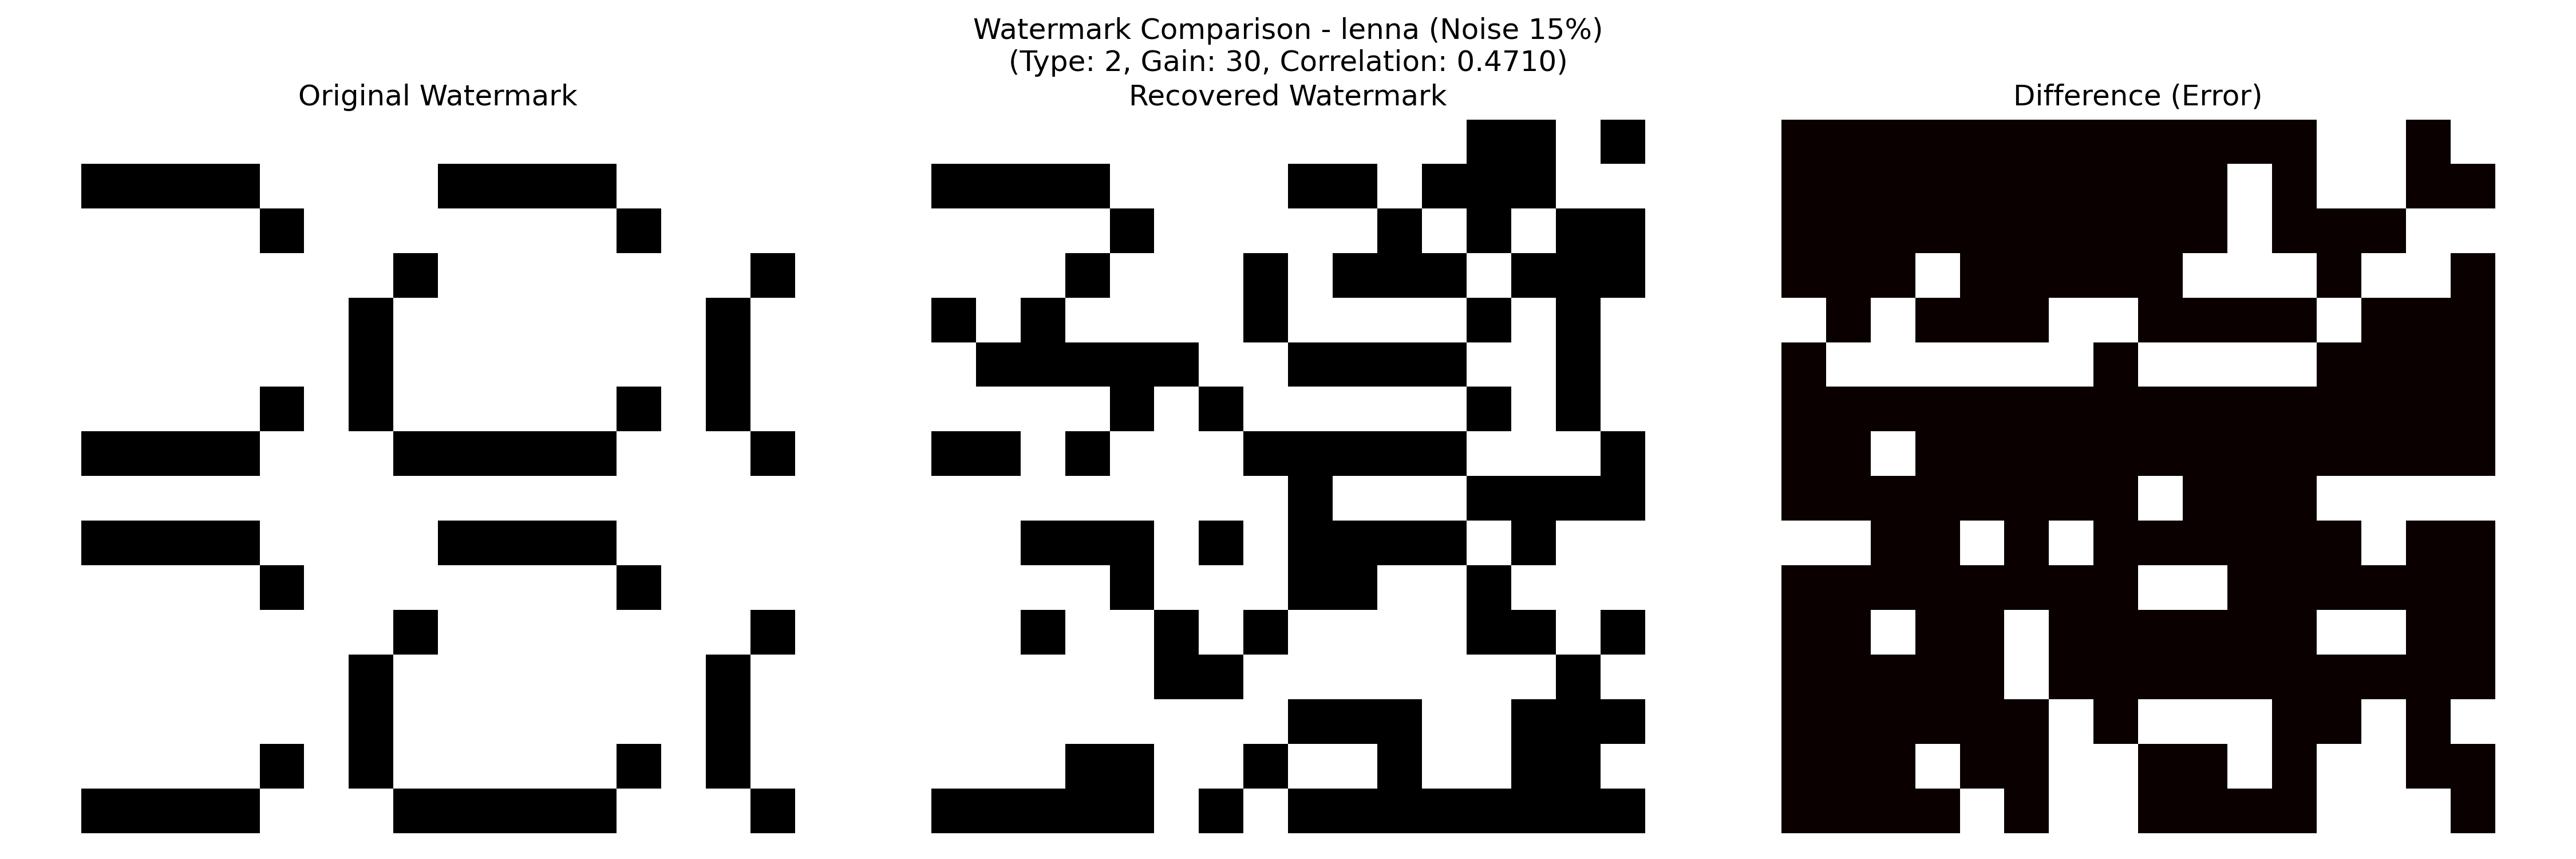 Watermark Comparison - lenna (Noise 15%)
(Type: 2, Gain: 30, Correlation: 0.4710)
Original Watermark
Recovered Watermark
Difference (Error)